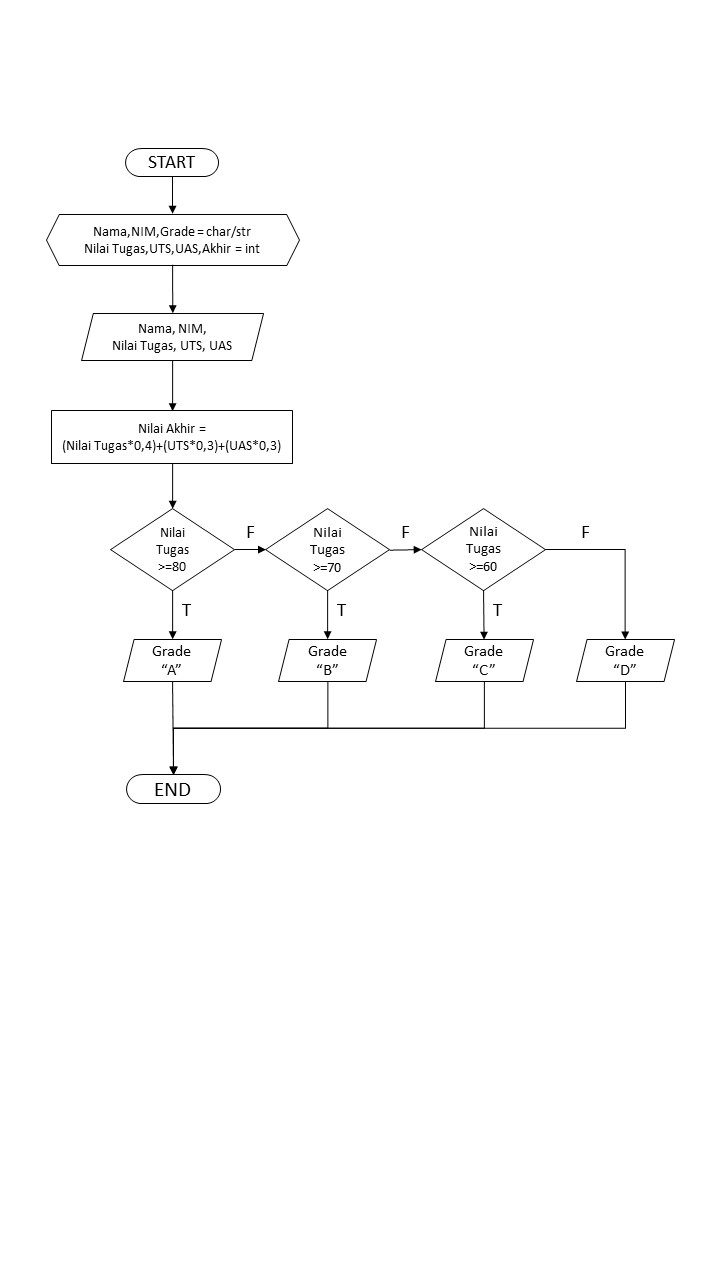 START
Nama,NIM,Grade = char/str
Nilai Tugas,UTS,UAS,Akhir = int
Nama, NIM,
Nilai Tugas, UTS, UAS
Nilai Akhir =
(Nilai Tugas*0,4)+(UTS*0,3)+(UAS*0,3)
Nilai
Tugas
>=80
F
Nilai
Tugas
>=70
F
Nilai
Tugas
>=60
F
T
T
T
Grade
“A”
Grade
“B”
Grade
“C”
Grade
“D”
END